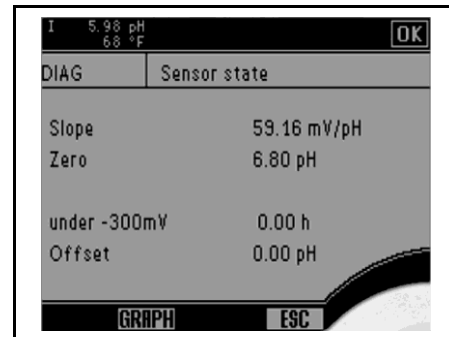 I 5.98 pH OK
68 °F
DIAG Sensor state
Slope 59.16 mV/pH
Zero 6.80 pH
under -300mV 0.00 h
Offset 0.00 pH
GRAPH ESC